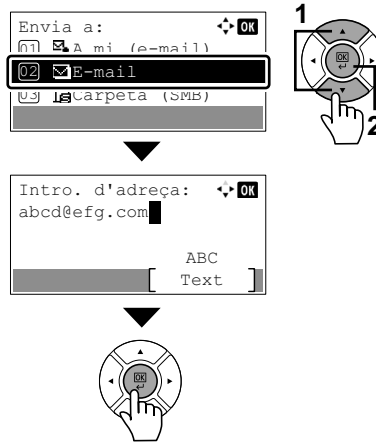 Envia a: OK
01 A mi (e-mail)
02 E-mail
03 Carpeta (SMB)
1
OK
2
Intro. d'adreça: OK
abcd@efg.com
ABC
[ Text ]
OK